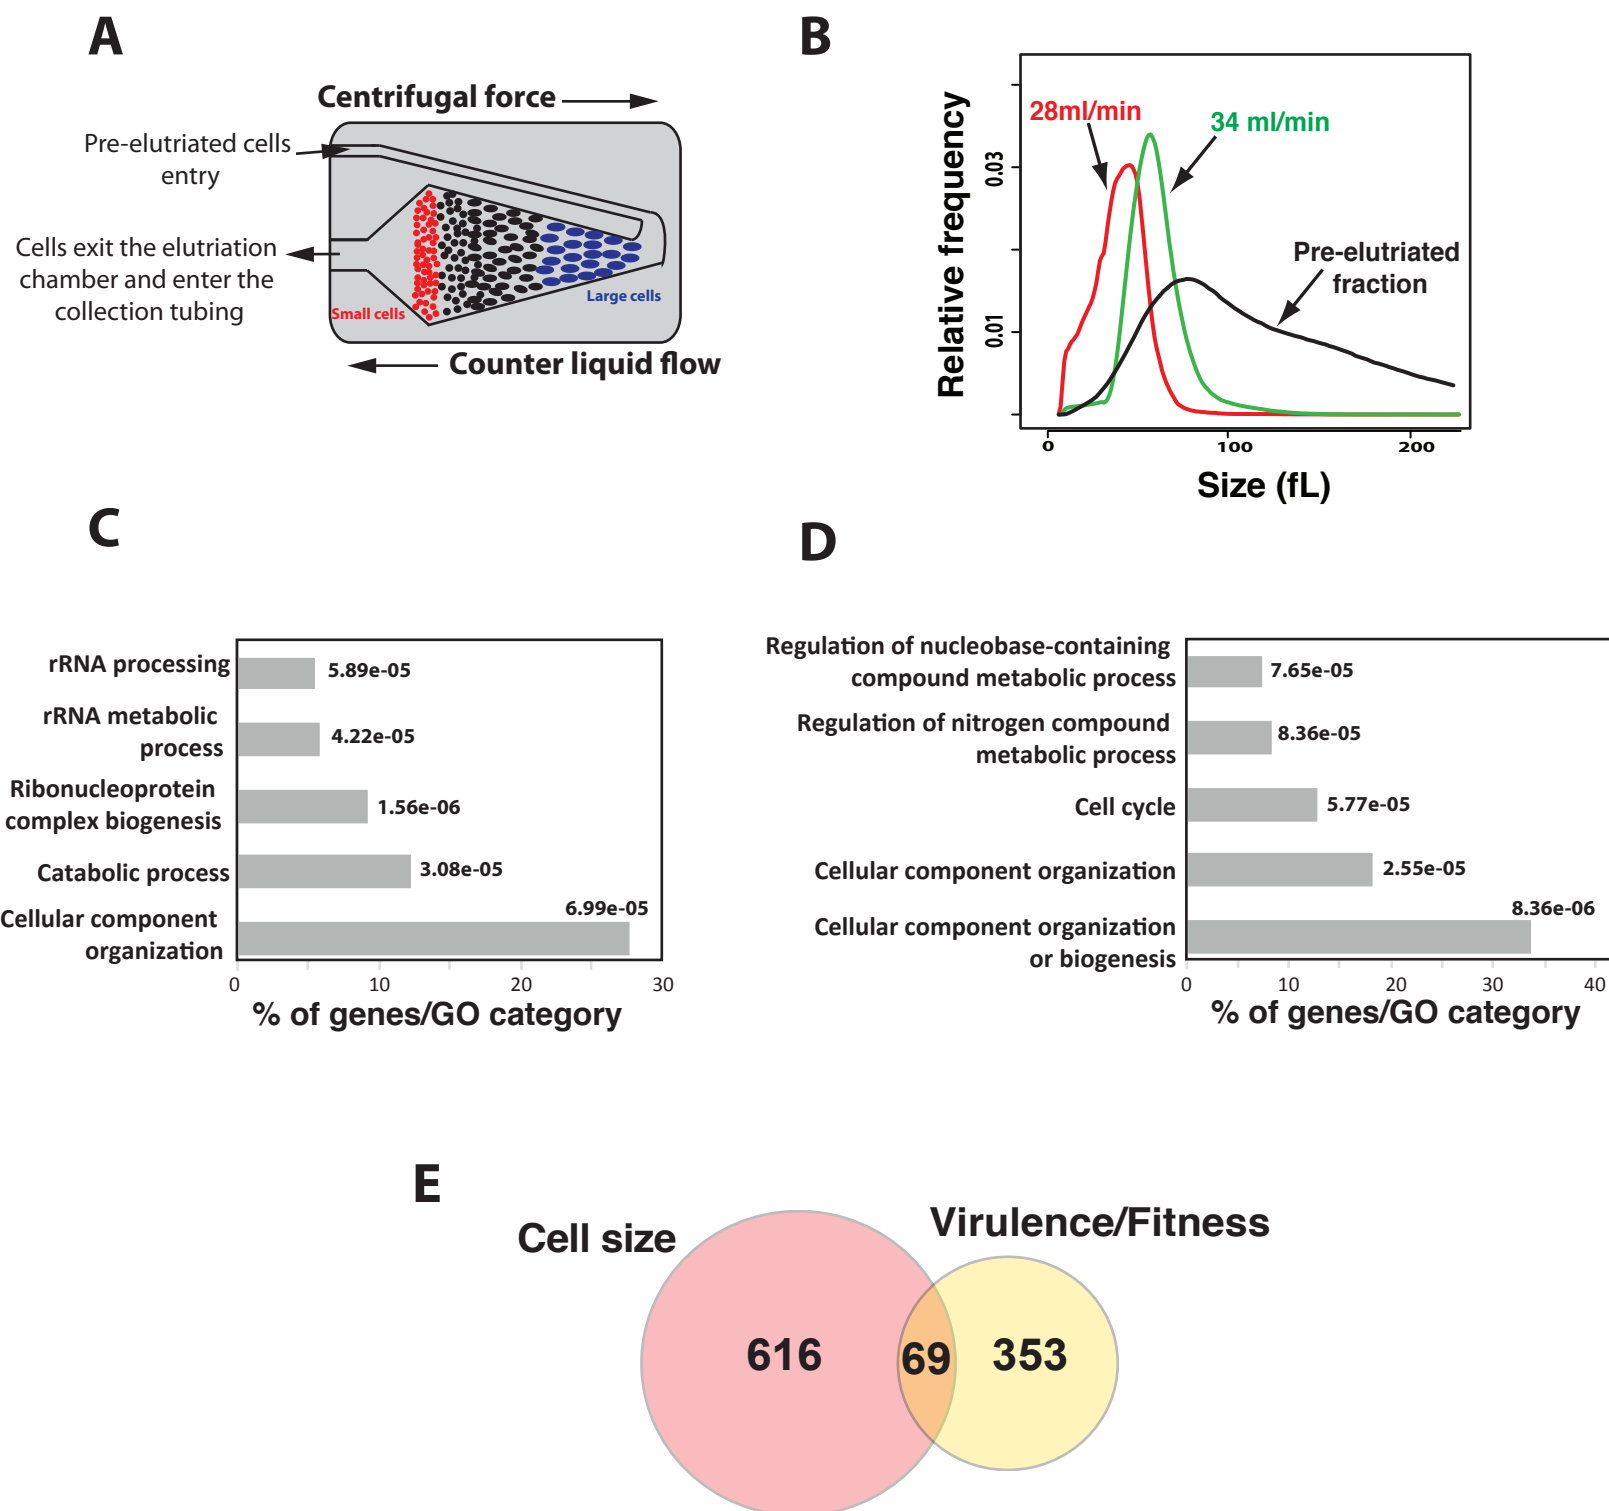 A
Centrifugal force
Pre-elutriated cells
entry
Cells exit the elutriation
chamber and enter the
collection tubing
Small cells
Large cells
Counter liquid flow
B
Relative frequency
0.03
0.01
28ml/min
34 ml/min
Pre-elutriated
fraction
0
100
200
Size (fL)
C
rRNA processing
5.89e-05
rRNA metabolic
process
4.22e-05
Ribonucleoprotein
complex biogenesis
1.56e-06
Catabolic process
3.08e-05
Cellular component
organization
6.99e-05
0
10
20
30
% of genes/GO category
D
Regulation of nucleobase-containing
compound metabolic process
7.65e-05
Regulation of nitrogen compound
metabolic process
8.36e-05
Cell cycle
5.77e-05
Cellular component organization
2.55e-05
Cellular component organization
or biogenesis
8.36e-06
0
10
20
30
40
% of genes/GO category
E
Cell size
Virulence/Fitness
616
69
353